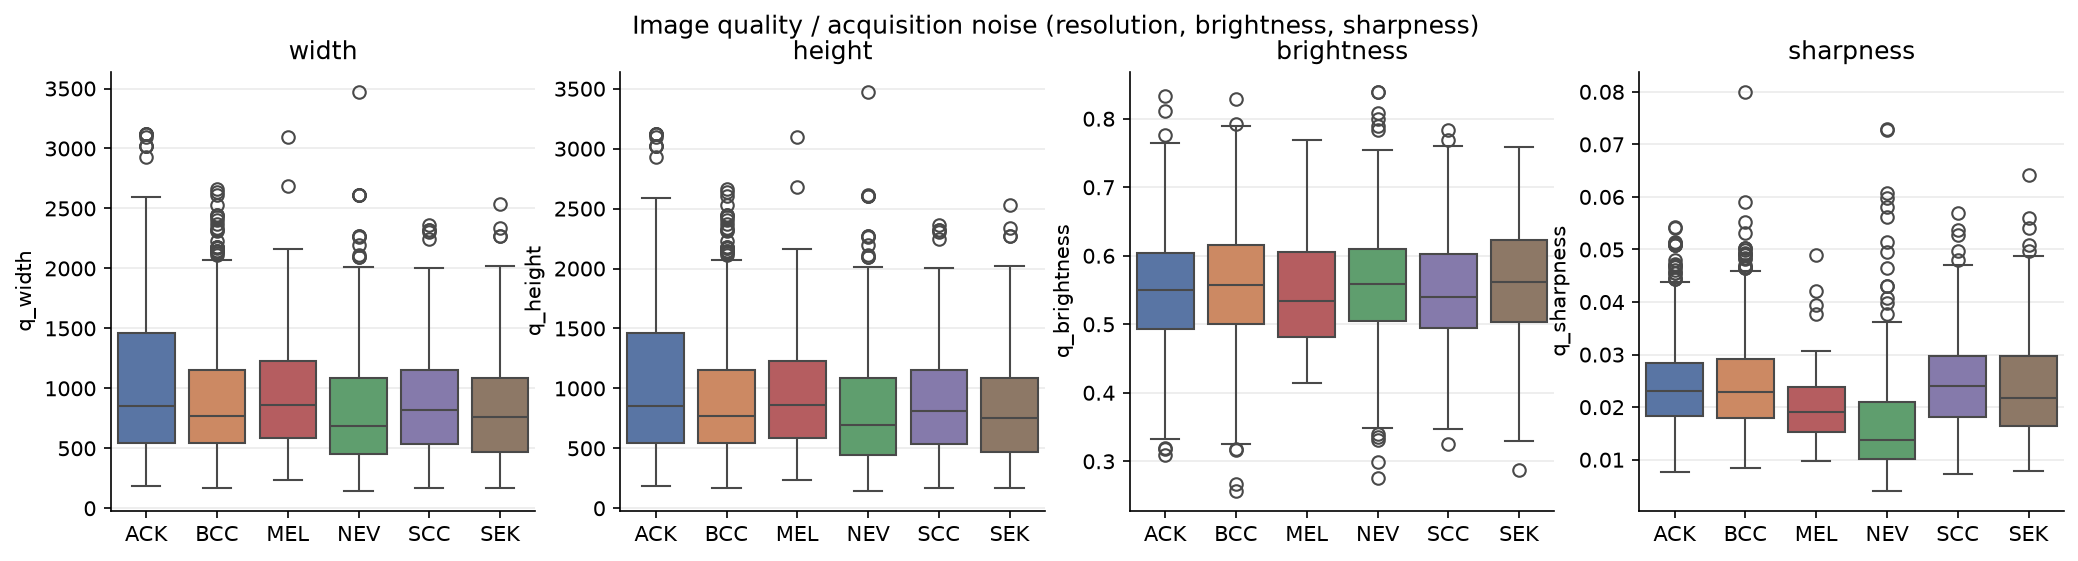 Image quality / acquisition noise (resolution, brightness, sharpness)
width
height
brightness
sharpness
q_width
3500
3000
2500
2000
1500
1000
500
0
ACK BCC MEL NEV SCC SEK
q_height
3500
3000
2500
2000
1500
1000
500
0
ACK BCC MEL NEV SCC SEK
q_brightness
0.8
0.7
0.6
0.5
0.4
0.3
ACK BCC MEL NEV SCC SEK
q_sharpness
0.08
0.07
0.06
0.05
0.04
0.03
0.02
0.01
ACK BCC MEL NEV SCC SEK